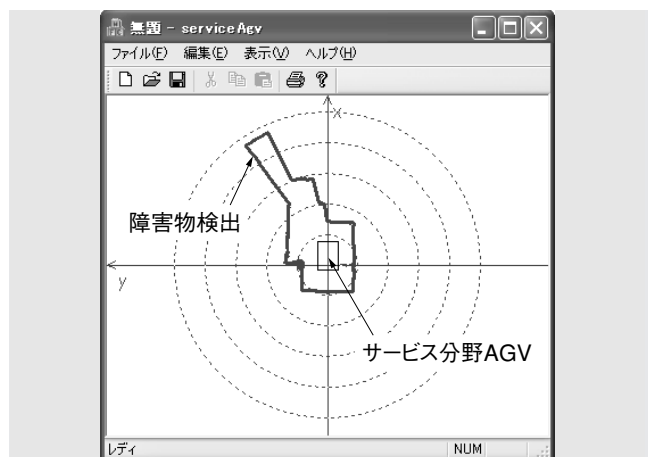 無題 - serviceAgv
ファイル(F) 編集(E) 表示(V) ヘルプ(H)
x
障害物検出
y
サービス分野AGV
レディ NUM